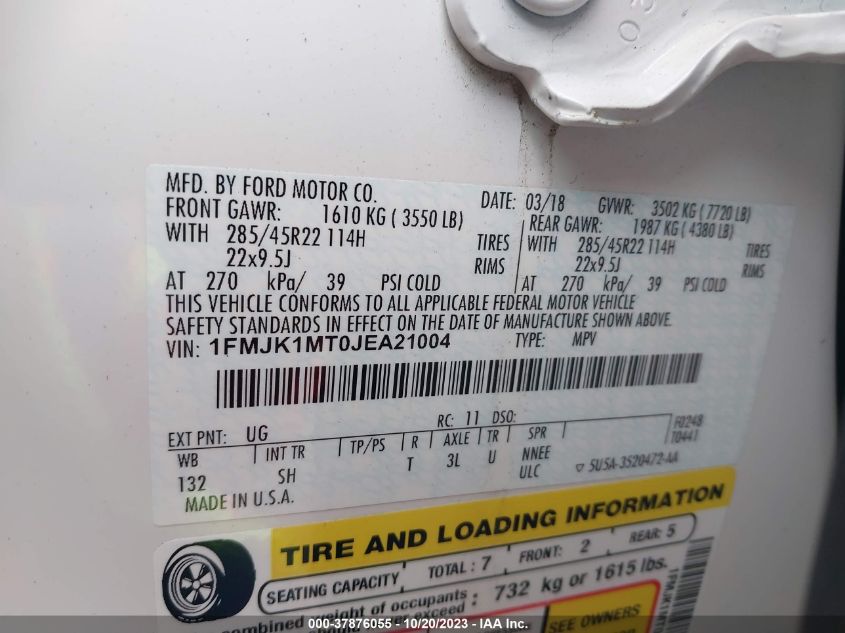 03
MFD. BY FORD MOTOR CO.
DATE: 03/18 GVWR: 3502 KG ( 7720 LB)
FRONT GAWR: 1610 KG ( 3550 LB)
REAR GAWR: 1987 KG ( 4380 LB)
WITH 285/45R22 114H TIRES
WITH 285/45R22 114H TIRES
22x9.5J RIMS
22x9.5J RIMS
AT 270 kPa/ 39 PSI COLD
AT 270 kPa/ 39 PSI COLD
THIS VEHICLE CONFORMS TO ALL APPLICABLE FEDERAL MOTOR VEHICLE
SAFETY STANDARDS IN EFFECT ON THE DATE OF MANUFACTURE SHOWN ABOVE.
VIN: 1FMJK1MT0JEA21004 TYPE: MPV
EXT PNT: UG RC: 11 DSO: F0248
T0441
WB INT TR TP/PS R AXLE TR SPR
132 SH T 3L U NNEE
ULC
5U5A-3520472-AA
MADE IN U.S.A.
TIRE AND LOADING INFORMATION
SEATING CAPACITY TOTAL : 7 FRONT: 2 REAR: 5
combined weight of occupants : 732 kg or 1615 lbs.
exceed
SEE OWNERS
000-37876055 - 10/20/2023 - IAA Inc.